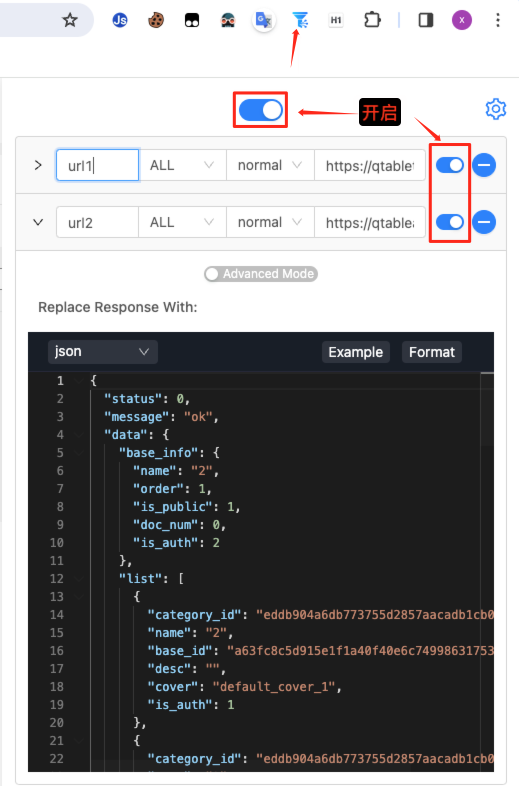 Js
H1
x
开启
url1 ALL normal https://qtablet
url2 ALL normal https://qtablea
Advanced Mode
Replace Response With:
json Example Format
1 {
2 "status": 0,
3 "message": "ok",
4 "data": {
5 "base_info": {
6 "name": "2",
7 "order": 1,
8 "is_public": 1,
9 "doc_num": 0,
10 "is_auth": 2
11 },
12 "list": [
13 {
14 "category_id": "eddb904a6db773755d2857aacadb1cb0
15 "name": "2",
16 "base_id": "a63fc8c5d915e1f1a40f40e6c74998631753
17 "desc": "",
18 "cover": "default_cover_1",
19 "is_auth": 1
20 },
21 {
22 "category_id": "eddb904a6db773755d2857aacadb1cb0